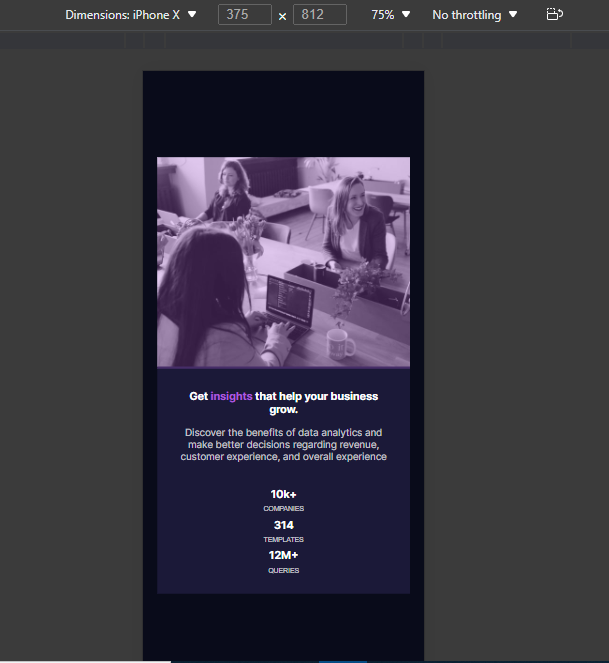 Dimensions: iPhone X ▼ 375 × 812 75% ▼ No throttling ▼
Get insights that help your business
grow.
Discover the benefits of data analytics and
make better decisions regarding revenue,
customer experience, and overall experience
10k+
COMPANIES
314
TEMPLATES
12M+
QUERIES